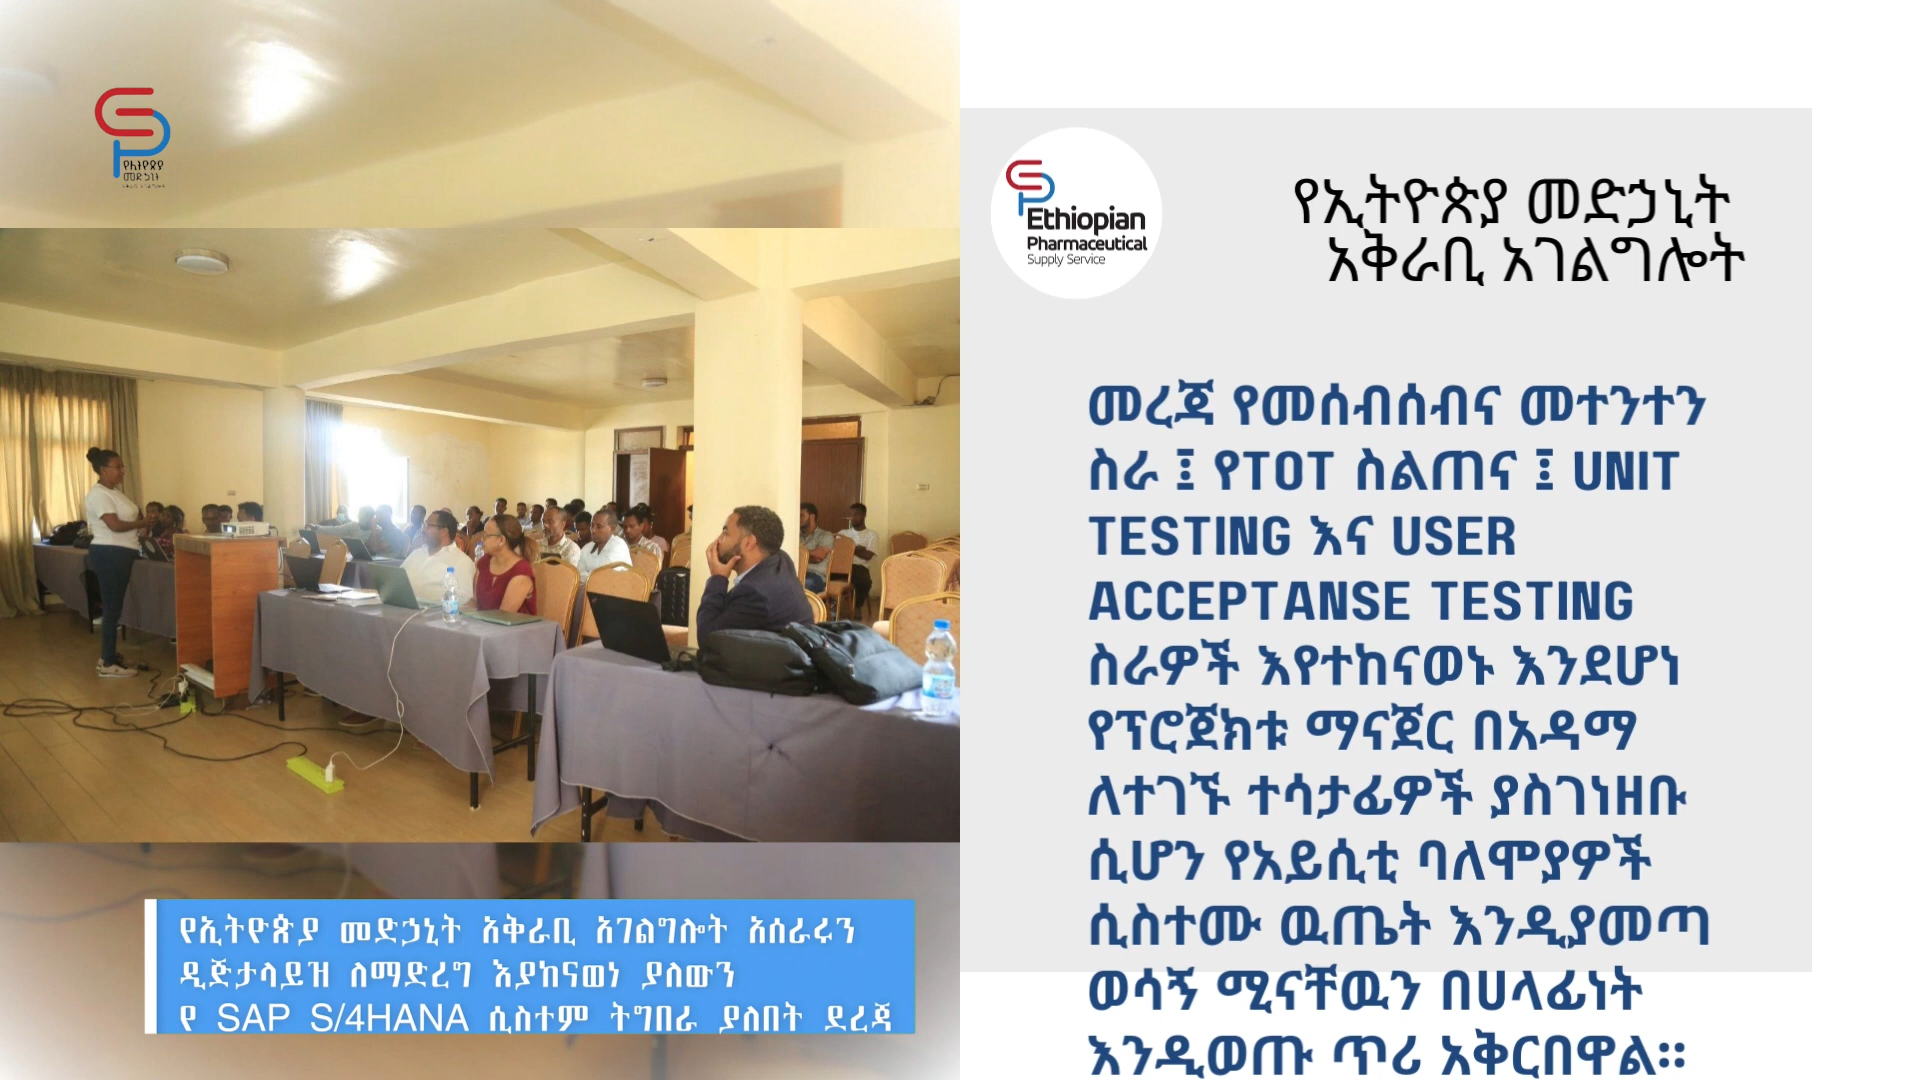 የኢትዮጵያ
መድኃኒት
የኢትዮጵያ መድኃኒት አቅራቢ አገልግሎት አሰራሩን
ዲጅታላይዝ ለማድረግ እያከናወነ ያለውን
የ SAP S/4HANA ሲስተም ትግበራ ያለበት ደረጃ
Ethiopian
Pharmaceutical
Supply Service
የኢትዮጵያ መድኃኒት
አቅራቢ አገልግሎት
መረጃ የመሰብሰብና መተንተን
ስራ ፤ የTOT ስልጠና ፤ UNIT
TESTING እና USER
ACCEPTANSE TESTING
ስራዎች እየተከናወኑ እንደሆነ
የፕሮጀክቱ ማናጀር በአዳማ
ለተገኙ ተሳታፊዎች ያስገነዘቡ
ሲሆን የአይሲቲ ባለሞያዎች
ሲስተሙ ዉጤት እንዲያመጣ
ወሳኝ ሚናቸዉን በሀላፊነት
እንዲወጡ ጥሪ አቅርበዋል።